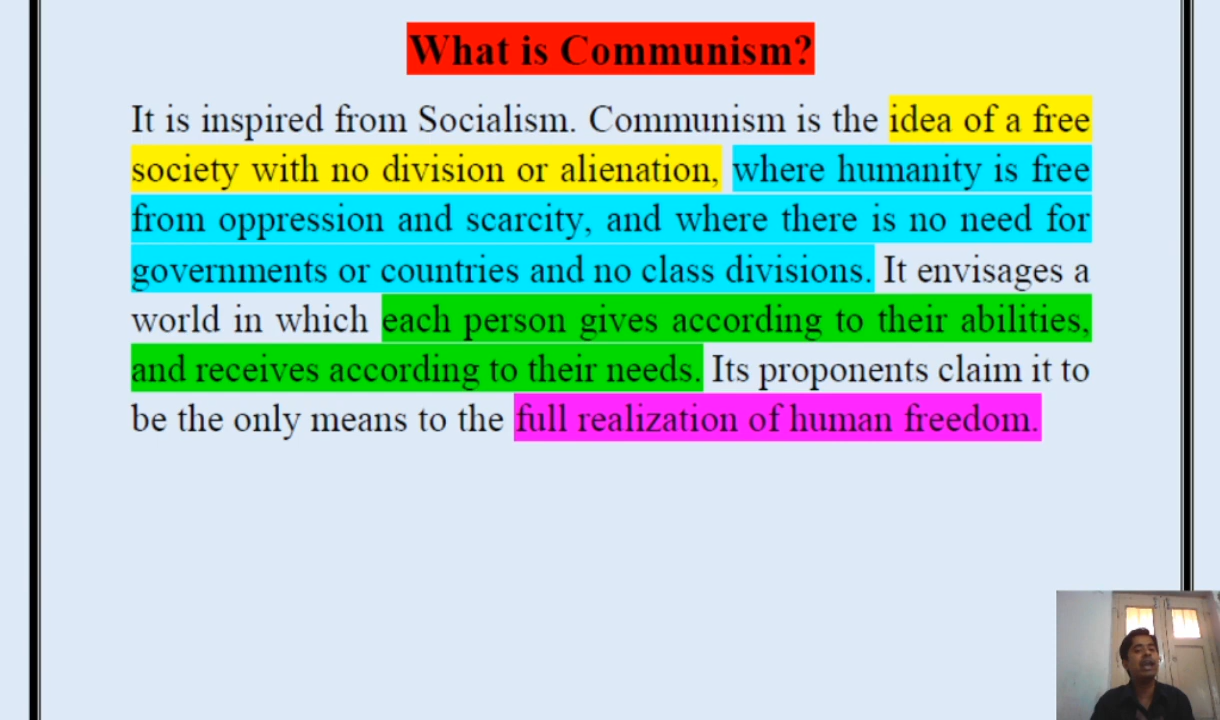 What is Communism?
It is inspired from Socialism. Communism is the idea of a free
society with no division or alienation, where humanity is free
from oppression and scarcity, and where there is no need for
governments or countries and no class divisions. It envisages a
world in which each person gives according to their abilities,
and receives according to their needs. Its proponents claim it to
be the only means to the full realization of human freedom.